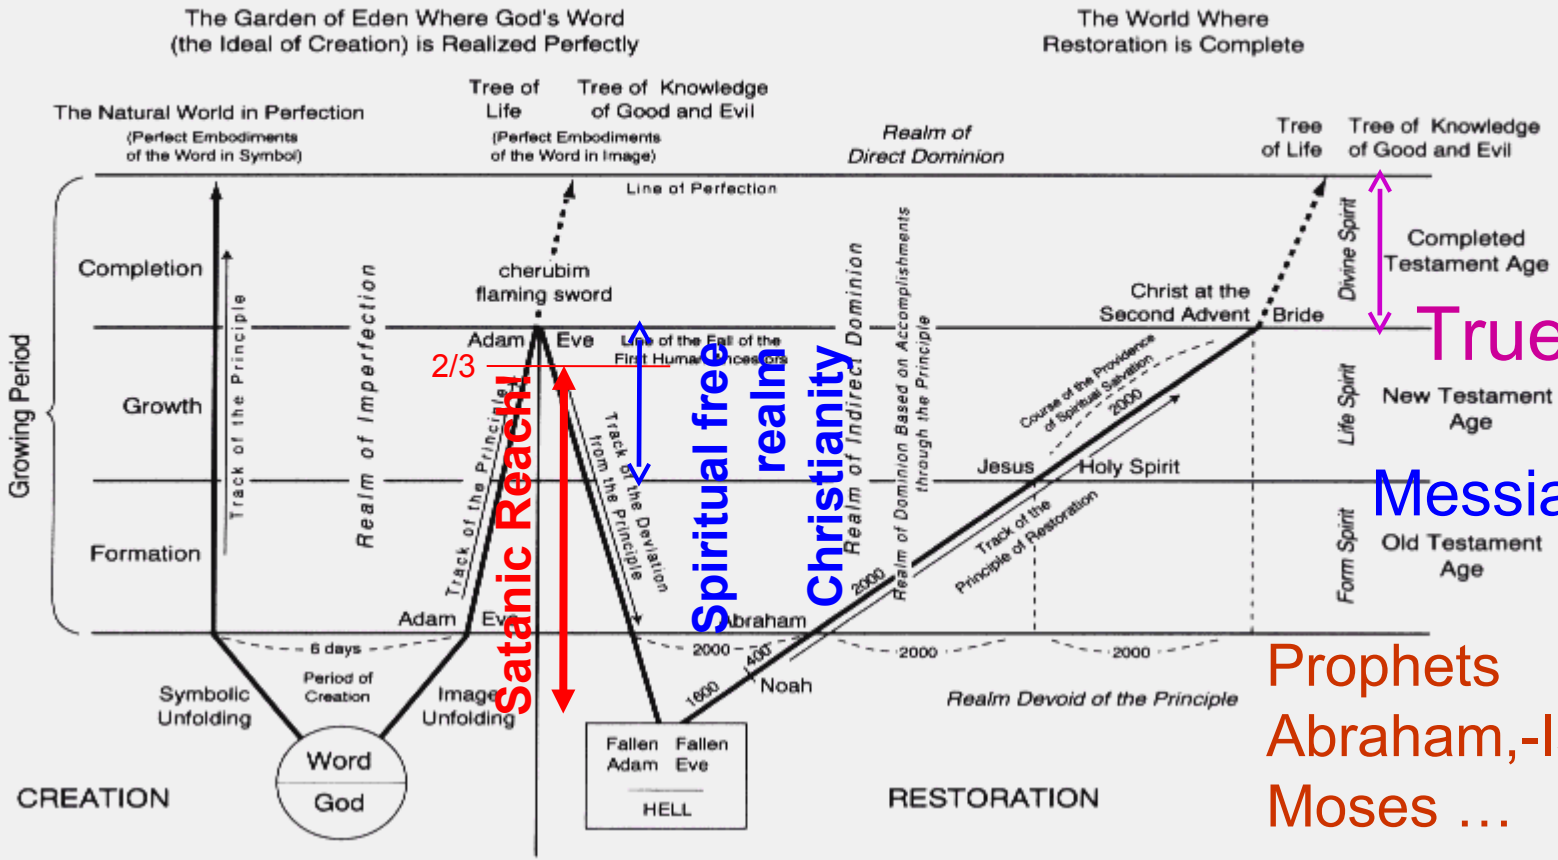 The Garden of Eden Where God's Word
(the Ideal of Creation) is Realized Perfectly
The World Where
Restoration is Complete
The Natural World in Perfection
(Perfect Embodiments
of the Word in Symbol)
Tree of
Life
Tree of Knowledge
of Good and Evil
(Perfect Embodiments
of the Word in Image)
Realm of
Direct Dominion
Tree
of Life
Tree of Knowledge
of Good and Evil
Line of Perfection
Growing Period
Completion
Growth
Formation
Track of the Principle
Realm of Imperfection
cherubim
flaming sword
Adam
Eve
Line of the Fall of the
First Human Ancestors
2/3
Track of the Principle
Satanic Reach!
Track of the Deviation
from the Principle
Spiritual free
realm
Christianity
Realm of Indirect Dominion
Realm of Dominion Based on Accomplishments
through the Principle
Christ at the
Second Advent
Bride
Course of the Providence
of Spiritual Salvation
2000
Jesus
Holy Spirit
Track of the
Principle of Restoration
2000
Divine Spirit
Life Spirit
Form Spirit
Completed
Testament Age
True
New Testament
Age
Messia
Old Testament
Age
Adam
Eve
Abraham
6 days
2000
2000
2000
Period of
Creation
Symbolic
Unfolding
Image
Unfolding
1600
400
Noah
Realm Devoid of the Principle
Prophets
Abraham,-I
Moses …
Word
God
Fallen
Adam
Fallen
Eve
HELL
CREATION
RESTORATION